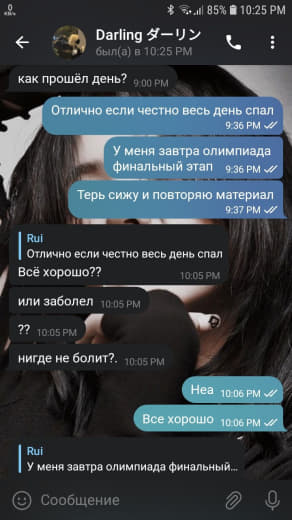 0
KB/s
85%
10:25 PM
Darling ダーリン
был(а) в 10:25 PM
как прошёл день? 9:00 PM
Отлично если честно весь день спал
9:36 PM
У меня завтра олимпиада
финальный этап 9:36 PM
Терь сижу и повторяю материал
9:37 PM
Rui
Отлично если честно весь день спал
Всё хорошо?? 10:05 PM
или заболел 10:05 PM
?? 10:05 PM
нигде не болит?. 10:05 PM
Неа 10:06 PM
Все хорошо 10:06 PM
Rui
У меня завтра олимпиада финальный...
Сообщение